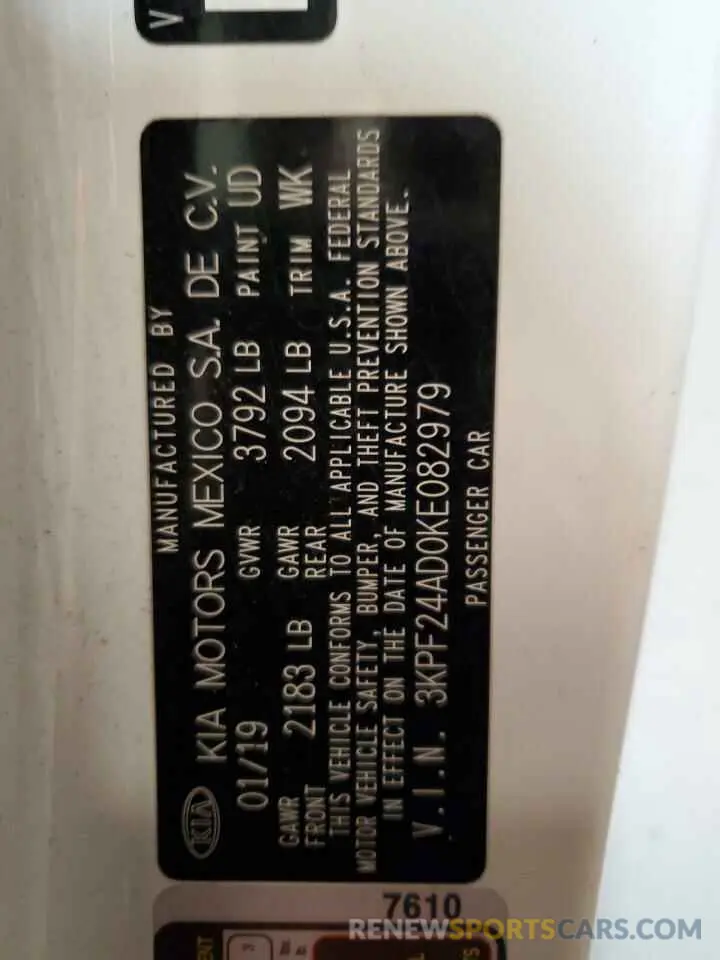 V
MANUFACTURED BY
KIA KIA MOTORS MEXICO S.A. DE C.V.
01/19 GVWR 3792 LB PAINT UD
GAWR FRONT 2183 LB GAWR REAR 2094 LB TRIM WK
THIS VEHICLE CONFORMS TO ALL APPLICABLE U.S.A. FEDERAL
MOTOR VEHICLE SAFETY, BUMPER, AND THEFT PREVENTION STANDARDS
IN EFFECT ON THE DATE OF MANUFACTURE SHOWN ABOVE.
V.I.N. 3KPF24AD0KE082979
PASSENGER CAR
7610
RENEWSPORTSCARS.COM